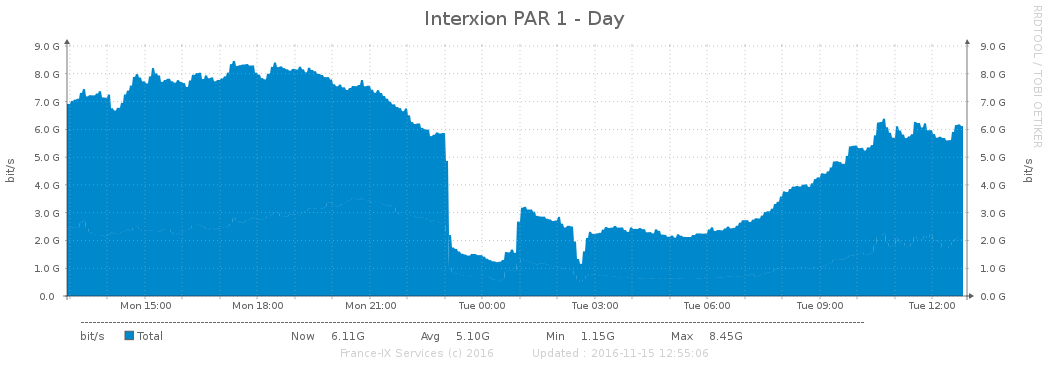 Interxion PAR 1 - Day
RRDTOOL / TOBI OETIKER
9.0 G 9.0 G
8.0 G 8.0 G
7.0 G 7.0 G
6.0 G 6.0 G
5.0 G 5.0 G
4.0 G 4.0 G
3.0 G 3.0 G
2.0 G 2.0 G
1.0 G 1.0 G
0.0 0.0 G
bit/s bit/s
Mon 15:00 Mon 18:00 Mon 21:00 Tue 00:00 Tue 03:00 Tue 06:00 Tue 09:00 Tue 12:00
bit/s Total Now 6.11G Avg 5.10G Min 1.15G Max 8.45G
France-IX Services (c) 2016 Updated : 2016-11-15 12:55:06